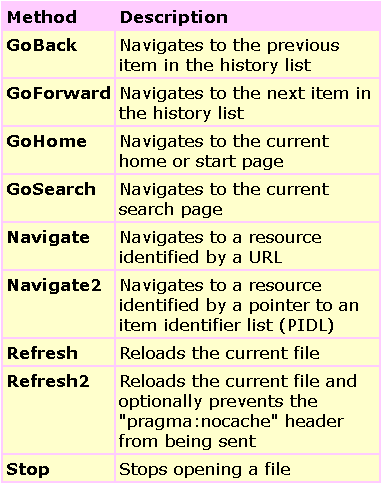 Method Description
GoBack Navigates to the previous
item in the history list
GoForward Navigates to the next item in
the history list
GoHome Navigates to the current
home or start page
GoSearch Navigates to the current
search page
Navigate Navigates to a resource
identified by a URL
Navigate2 Navigates to a resource
identified by a pointer to an
item identifier list (PIDL)
Refresh Reloads the current file
Refresh2 Reloads the current file and
optionally prevents the
"pragma:nocache" header
from being sent
Stop Stops opening a file